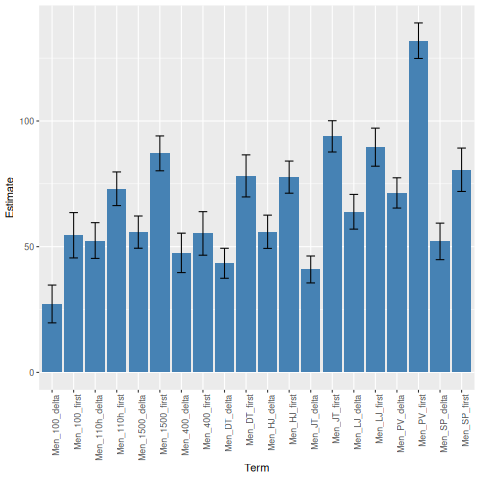 Estimate
100
50
0
Men_100_delta
Men_100_first
Men_110h_delta
Men_110h_first
Men_1500_delta
Men_1500_first
Men_400_delta
Men_400_first
Men_DT_delta
Men_DT_first
Men_HJ_delta
Men_HJ_first
Men_JT_delta
Men_JT_first
Men_LJ_delta
Men_LJ_first
Men_PV_delta
Men_PV_first
Men_SP_delta
Men_SP_first
Term